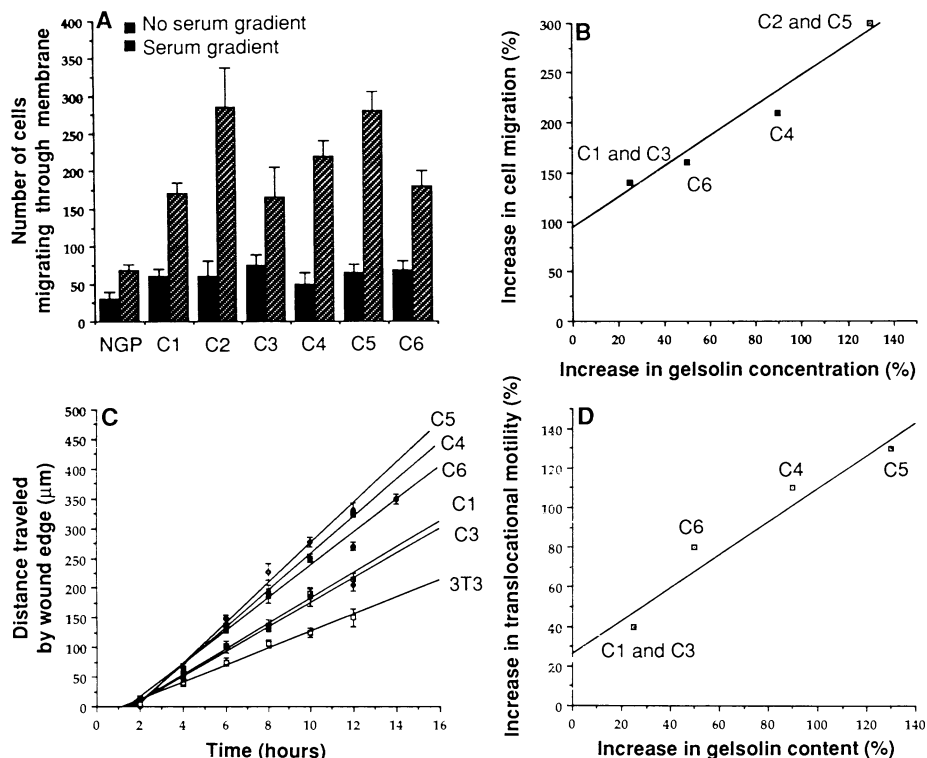 A
No serum gradient
Serum gradient
Number of cells
migrating through membrane
400
350
300
250
200
150
100
50
0
NGP C1 C2 C3 C4 C5 C6
B
Increase in cell migration (%)
300
250
200
150
100
50
0
C2 and C5
C4
C1 and C3
C6
0 20 40 60 80 100 120 140
Increase in gelsolin concentration (%)
C
Distance traveled
by wound edge (μm)
500
450
400
350
300
250
200
150
100
50
0
C5
C4
C6
C1
C3
3T3
0 2 4 6 8 10 12 14 16
Time (hours)
D
Increase in translocational motility (%)
140
120
100
80
60
40
20
0
C4
C5
C6
C1 and C3
0 20 40 60 80 100 120 140
Increase in gelsolin content (%)